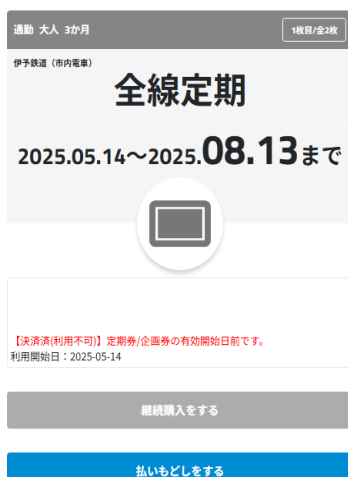 通勤 大人 3か月
1枚目/全2枚
伊予鉄道（市内電車）
全線定期
2025.05.14〜2025.08.13まで
【決済済(利用不可)】定期券/企画券の有効開始日前です。
利用開始日：2025-05-14
継続購入をする
払いもどしをする